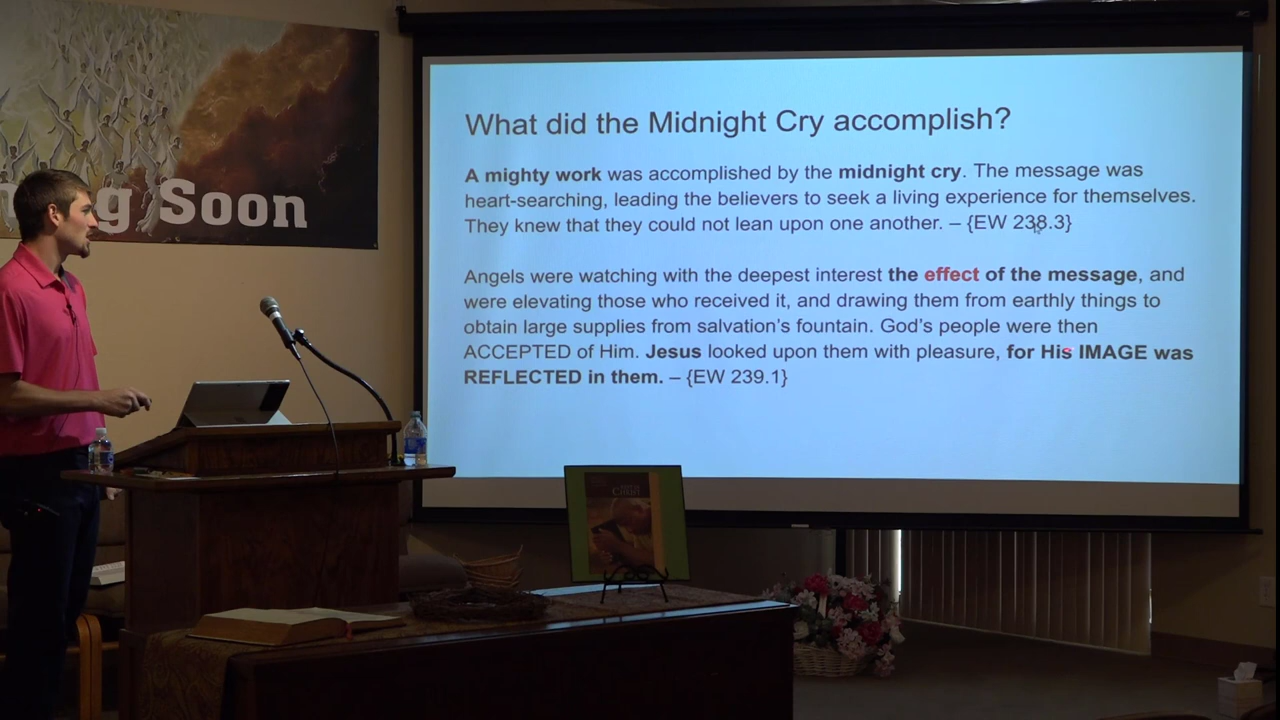 g Soon
What did the Midnight Cry accomplish?
A mighty work was accomplished by the midnight cry. The message was
heart-searching, leading the believers to seek a living experience for themselves.
They knew that they could not lean upon one another. – {EW 238.3}
Angels were watching with the deepest interest the effect of the message, and
were elevating those who received it, and drawing them from earthly things to
obtain large supplies from salvation's fountain. God's people were then
ACCEPTED of Him. Jesus looked upon them with pleasure, for His IMAGE was
REFLECTED in them. – {EW 239.1}
CHRIST